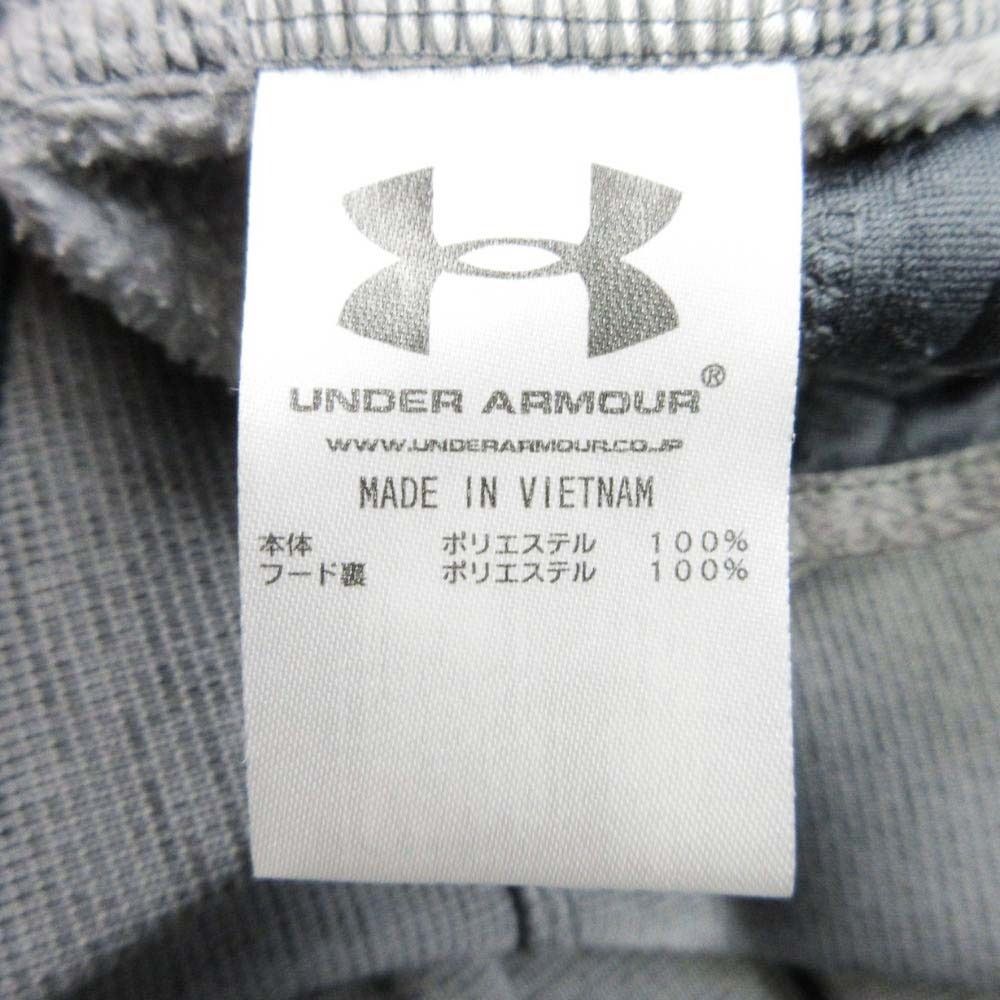 UNDER ARMOUR®
WWW.UNDERARMOUR.CO.JP
MADE IN VIETNAM
本体 ポリエステル 100%
フード裏 ポリエステル 100%